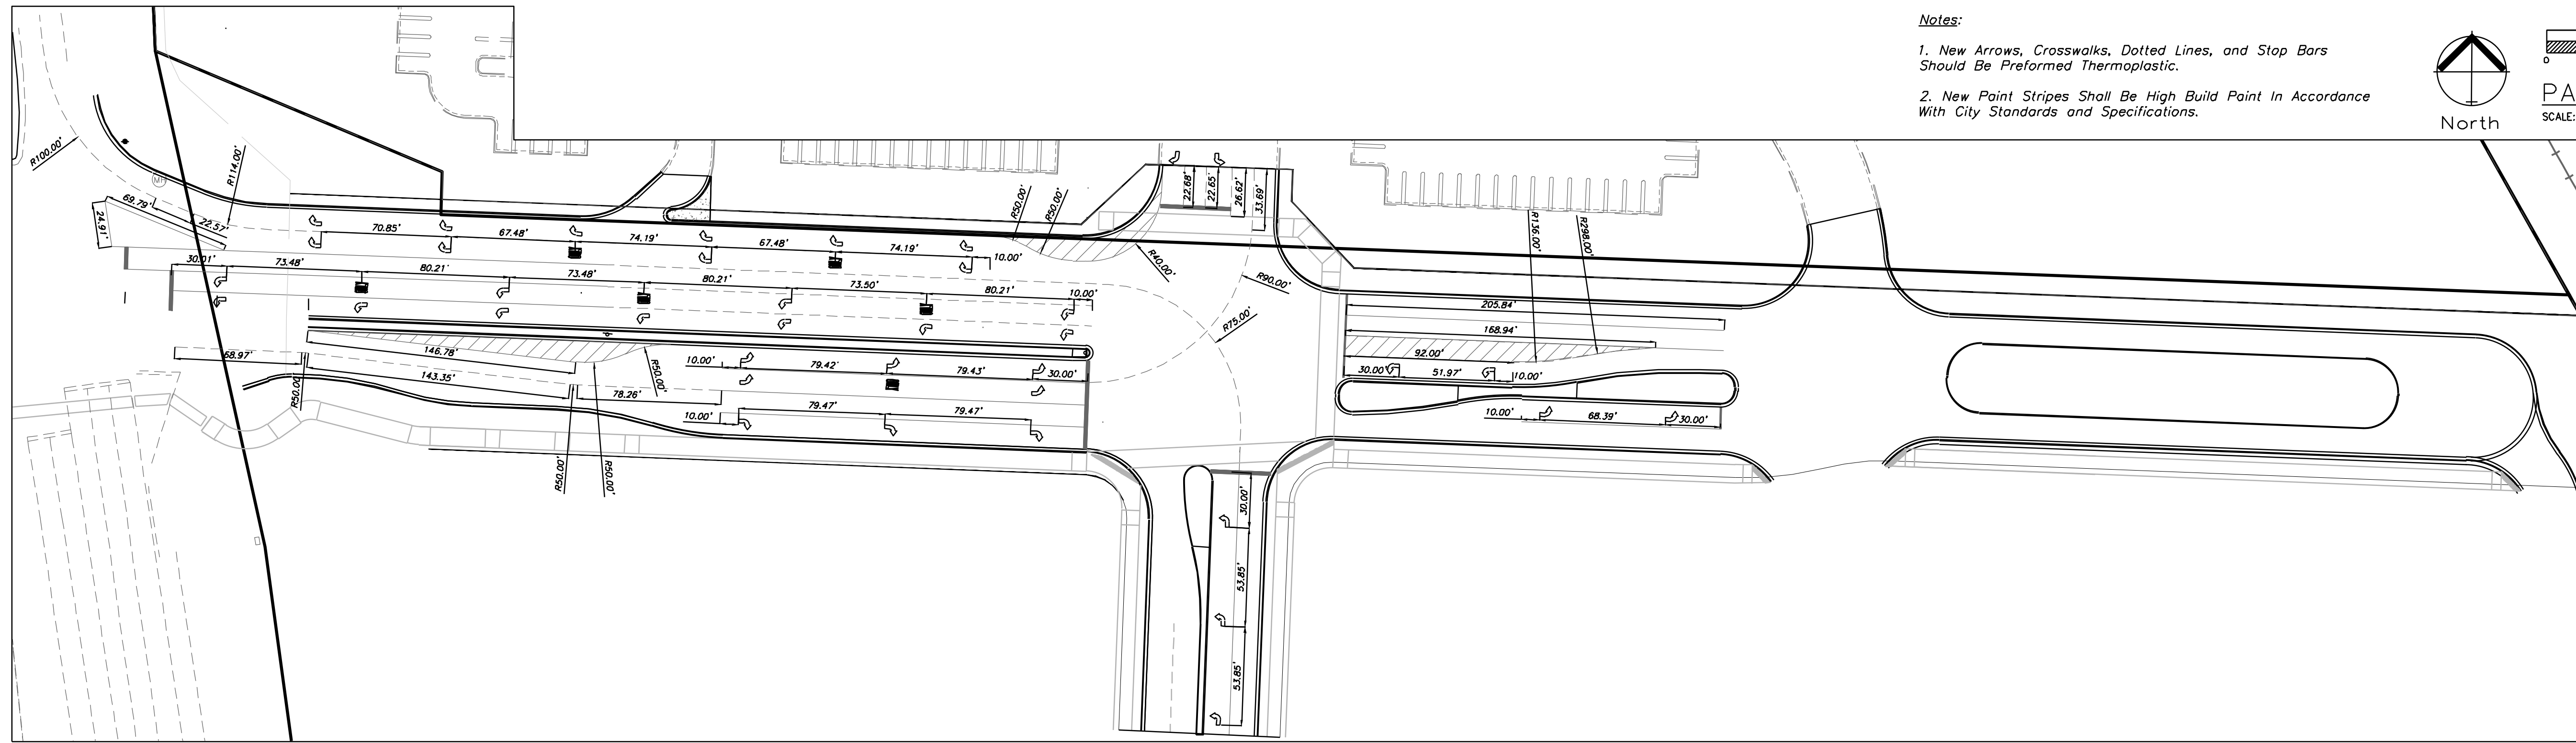 Notes:
1. New Arrows, Crosswalks, Dotted Lines, and Stop Bars
Should Be Preformed Thermoplastic.
2. New Paint Stripes Shall Be High Build Paint In Accordance
With City Standards and Specifications.
North
0
PA
SCALE:
R100.00'
R114.00'
69.79'
24.91'
22.57'
70.85'
67.48'
74.19'
67.48'
74.19'
10.00'
R50.00'
R50.00'
22.68'
22.65'
26.62'
33.69'
R40.00'
R90.00'
R75.00'
30.01'
73.48'
80.21'
73.48'
80.21'
73.50'
80.21'
10.00'
68.97'
R50.00'
146.78'
143.35'
R50.00'
78.26'
R50.00'
R50.00'
10.00'
79.42'
79.43'
30.00'
10.00'
79.47'
79.47'
R136.00'
R298.00'
205.84'
168.94'
92.00'
30.00'
51.97'
10.00'
10.00'
68.39'
30.00'
30.00'
53.85'
53.85'